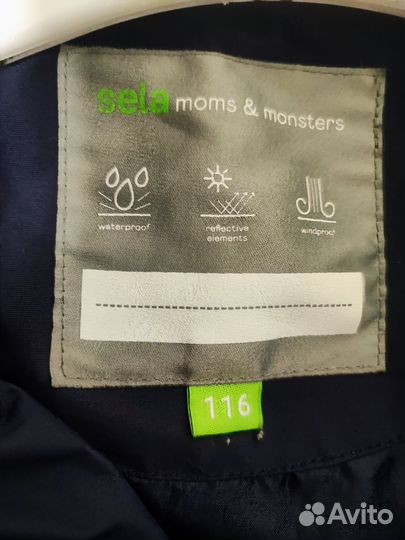 sela moms & monsters
waterproof
reflective
elements
windproof
116
Avito